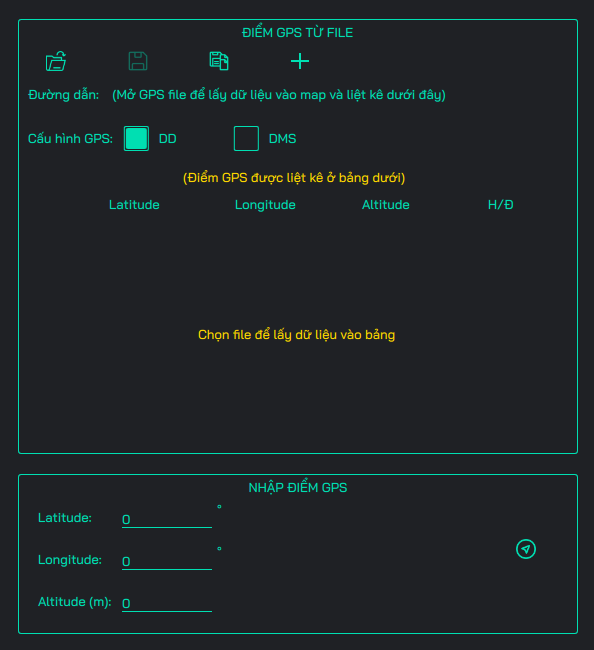 ĐIỂM GPS TỪ FILE
Đường dẫn: (Mở GPS file để lấy dữ liệu vào map và liệt kê dưới đây)
Cấu hình GPS: DD DMS
(Điểm GPS được liệt kê ở bảng dưới)
Latitude Longitude Altitude H/Đ
Chọn file để lấy dữ liệu vào bảng
NHẬP ĐIỂM GPS
Latitude: 0 °
Longitude: 0 °
Altitude (m): 0